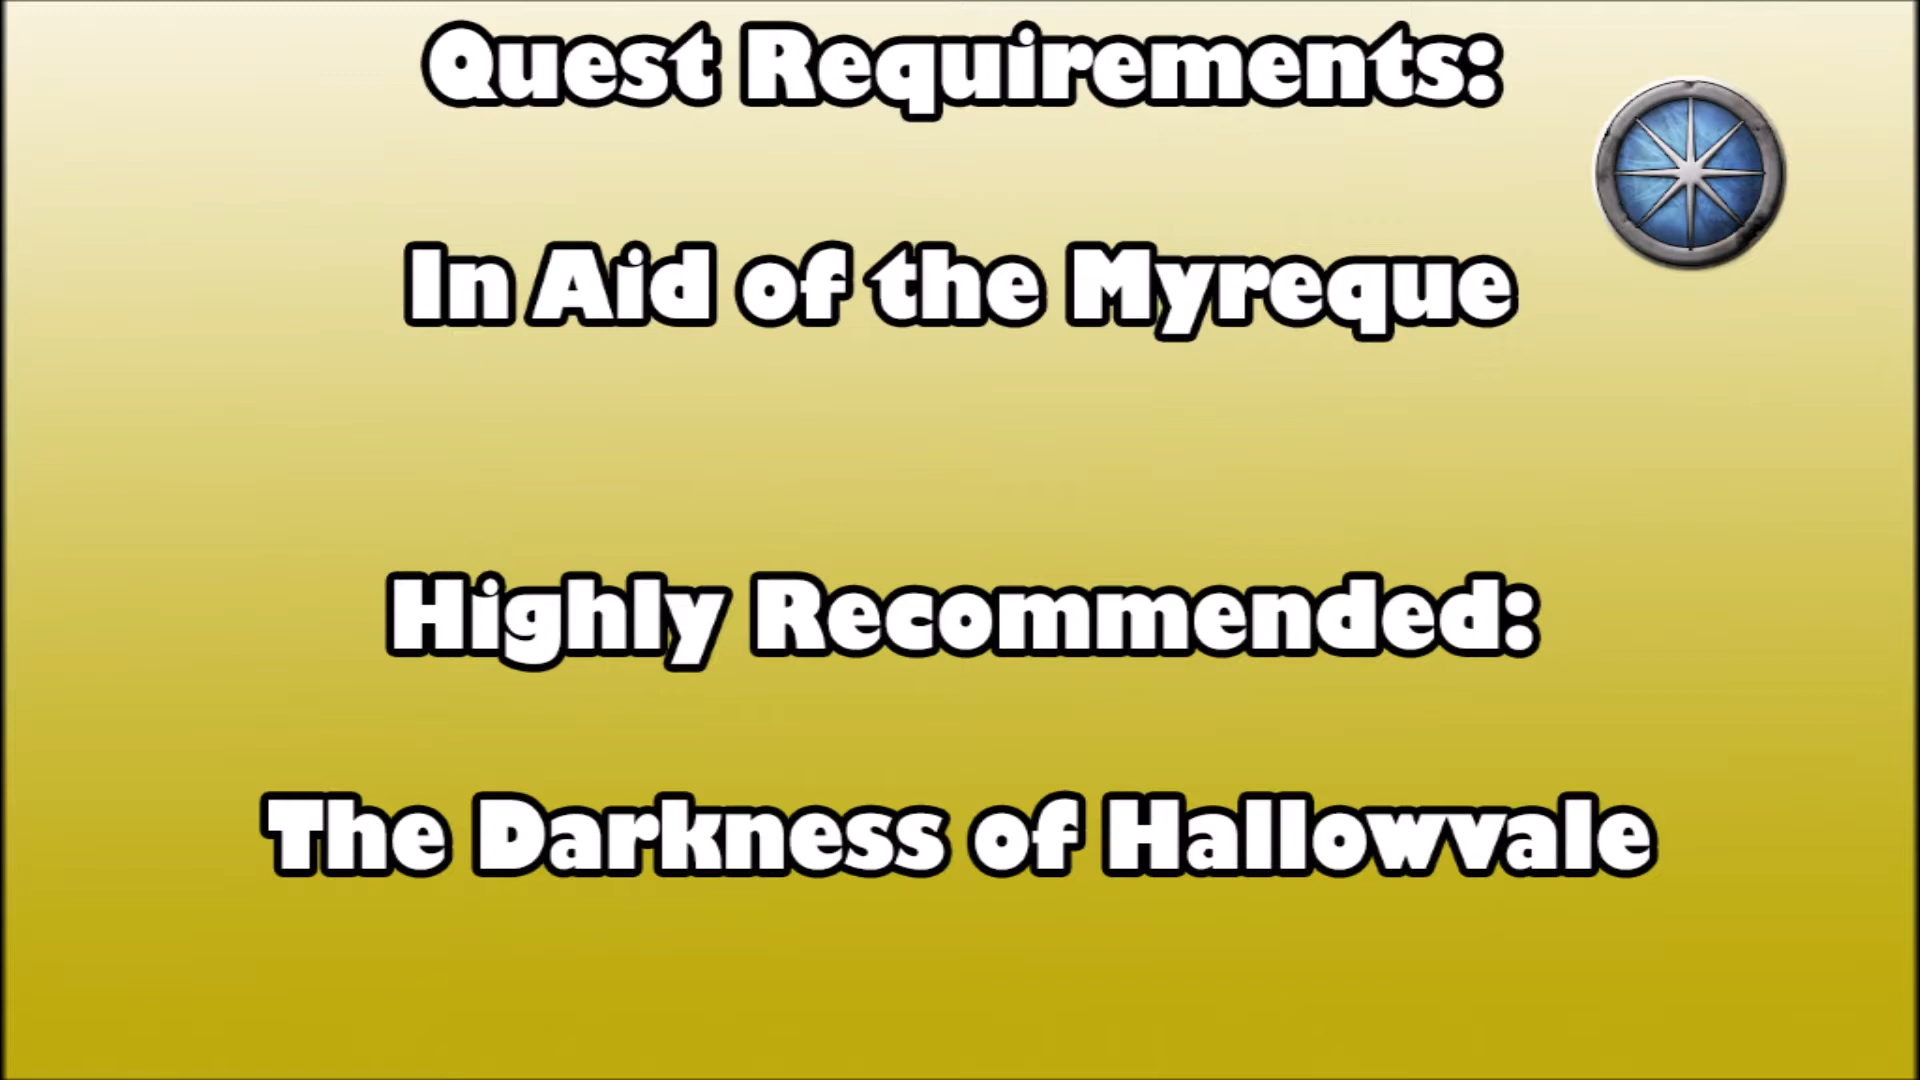 Quest Requirements:
In Aid of the Myreque
Highly Recommended:
The Darkness of Hallowvale